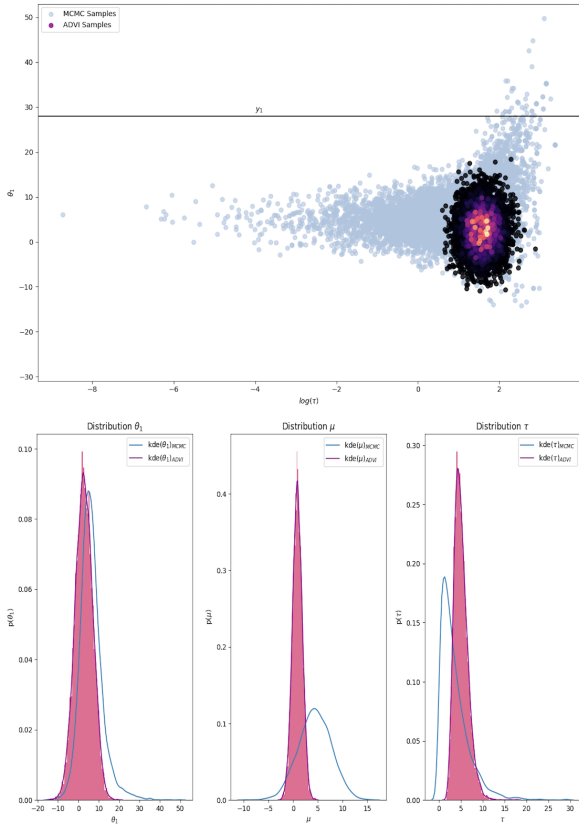 MCMC Samples
ADVI Samples
50
40
30
20
10
0
−10
−20
−30
θ₁
y₁
−8 −6 −4 −2 0 2
log(τ)
Distribution θ₁
kde(θ₁)MCMC
kde(θ₁)ADVI
0.10
0.08
0.06
0.04
0.02
0.00
p(θ₁)
−20 −10 0 10 20 30 40 50
θ₁
Distribution μ
kde(μ)MCMC
kde(μ)ADVI
0.4
0.3
0.2
0.1
0.0
p(μ)
−10 −5 0 5 10 15
μ
Distribution τ
kde(τ)MCMC
kde(τ)ADVI
0.30
0.25
0.20
0.15
0.10
0.05
0.00
p(τ)
0 5 10 15 20 25 30
τ